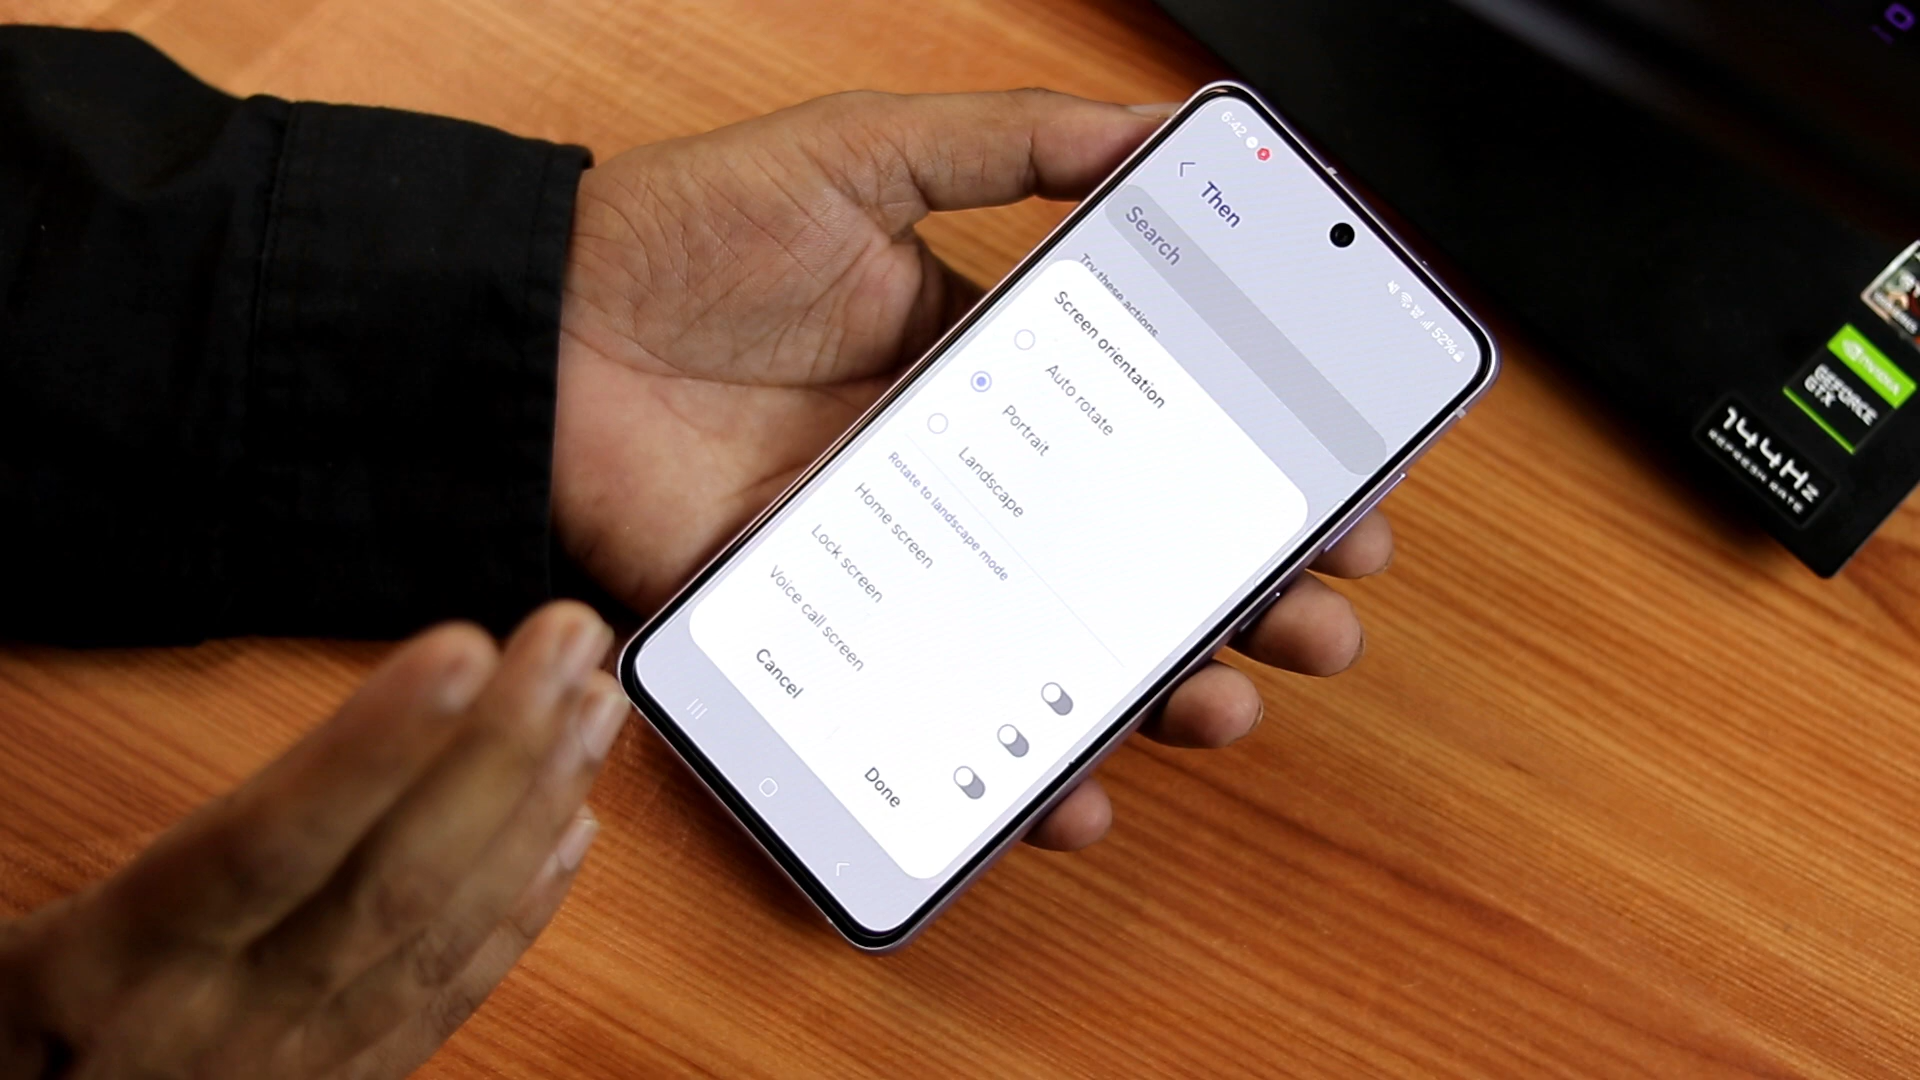 6:42
52%
Then
Search
Try these actions
Screen orientation
Auto rotate
Portrait
Landscape
Rotate to landscape mode
Home screen
Lock screen
Voice call screen
Cancel
Done
NVIDIA
GEFORCE
GTX
144Hz
REFRESH RATE